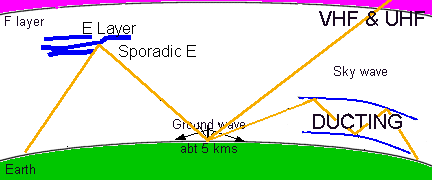 F layer
VHF & UHF
E Layer
Sporadic E
Sky wave
Ground wave
DUCTING
abt 5 kms
Earth